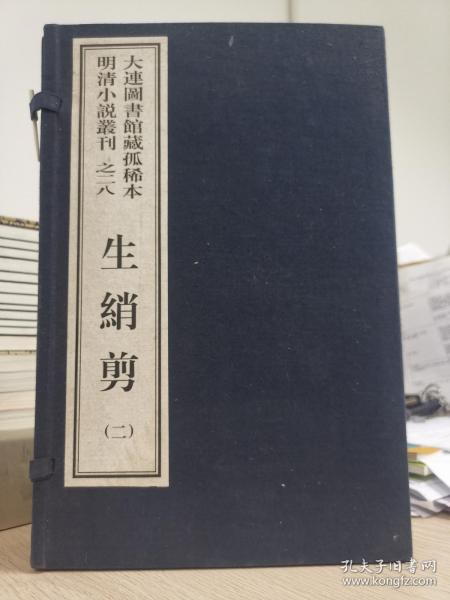 大連圖書館藏孤稀本
明清小說叢刊 之二八
生綃剪
(二)
孔夫子旧书网
www.kongfz.com